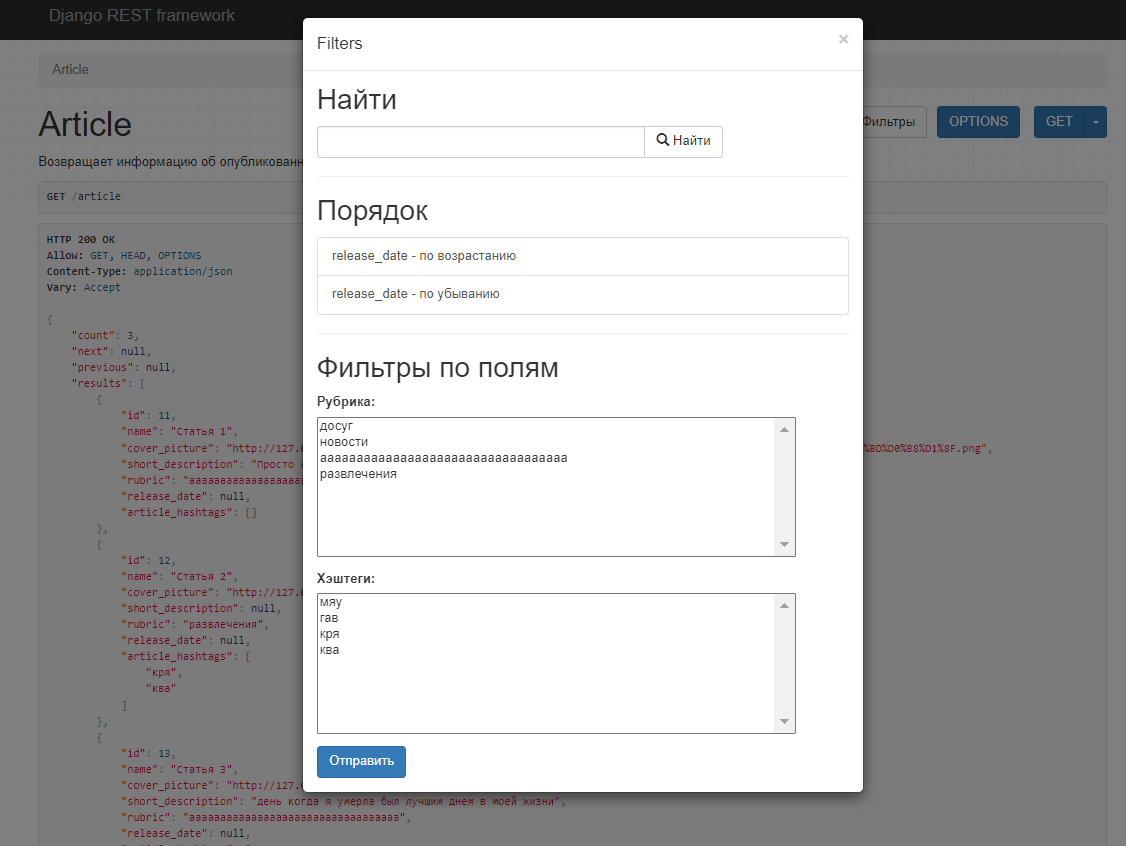 Django REST framework
Filters
×
Article
Найти
Article
Фильтры
OPTIONS
GET
Найти
Возвращает информацию об опубликованн
GET /article
Порядок
release_date - по возрастанию
release_date - по убыванию
HTTP 200 OK
Allow: GET, HEAD, OPTIONS
Content-Type: application/json
Vary: Accept
Фильтры по полям
Рубрика:
досуг
новости
аааааааааааааааааааааааааааааааааа
развлечения
Хэштеги:
мяу
гав
кря
ква
Отправить
{
"count": 3,
"next": null,
"previous": null,
"results": [
{
"id": 11,
"name": "Статья 1",
"cover_picture": "http://127. %BD%D0%B8%D1%8F.png",
"short_description": "Просто
"rubric": "ааааааааааааааааааа
"release_date": null,
"article_hashtags": []
},
{
"id": 12,
"name": "Статья 2",
"cover_picture": "http://127.
"short_description": null,
"rubric": "развлечения",
"release_date": null,
"article_hashtags": [
"кря",
"ква"
]
},
{
"id": 13,
"name": "Статья 3",
"cover_picture": "http://127.
"short_description": "день когда я умерла был лучшим днем в моей жизни",
"rubric": "аааааааааааааааааааааааааааааааааа",
"release_date": null,